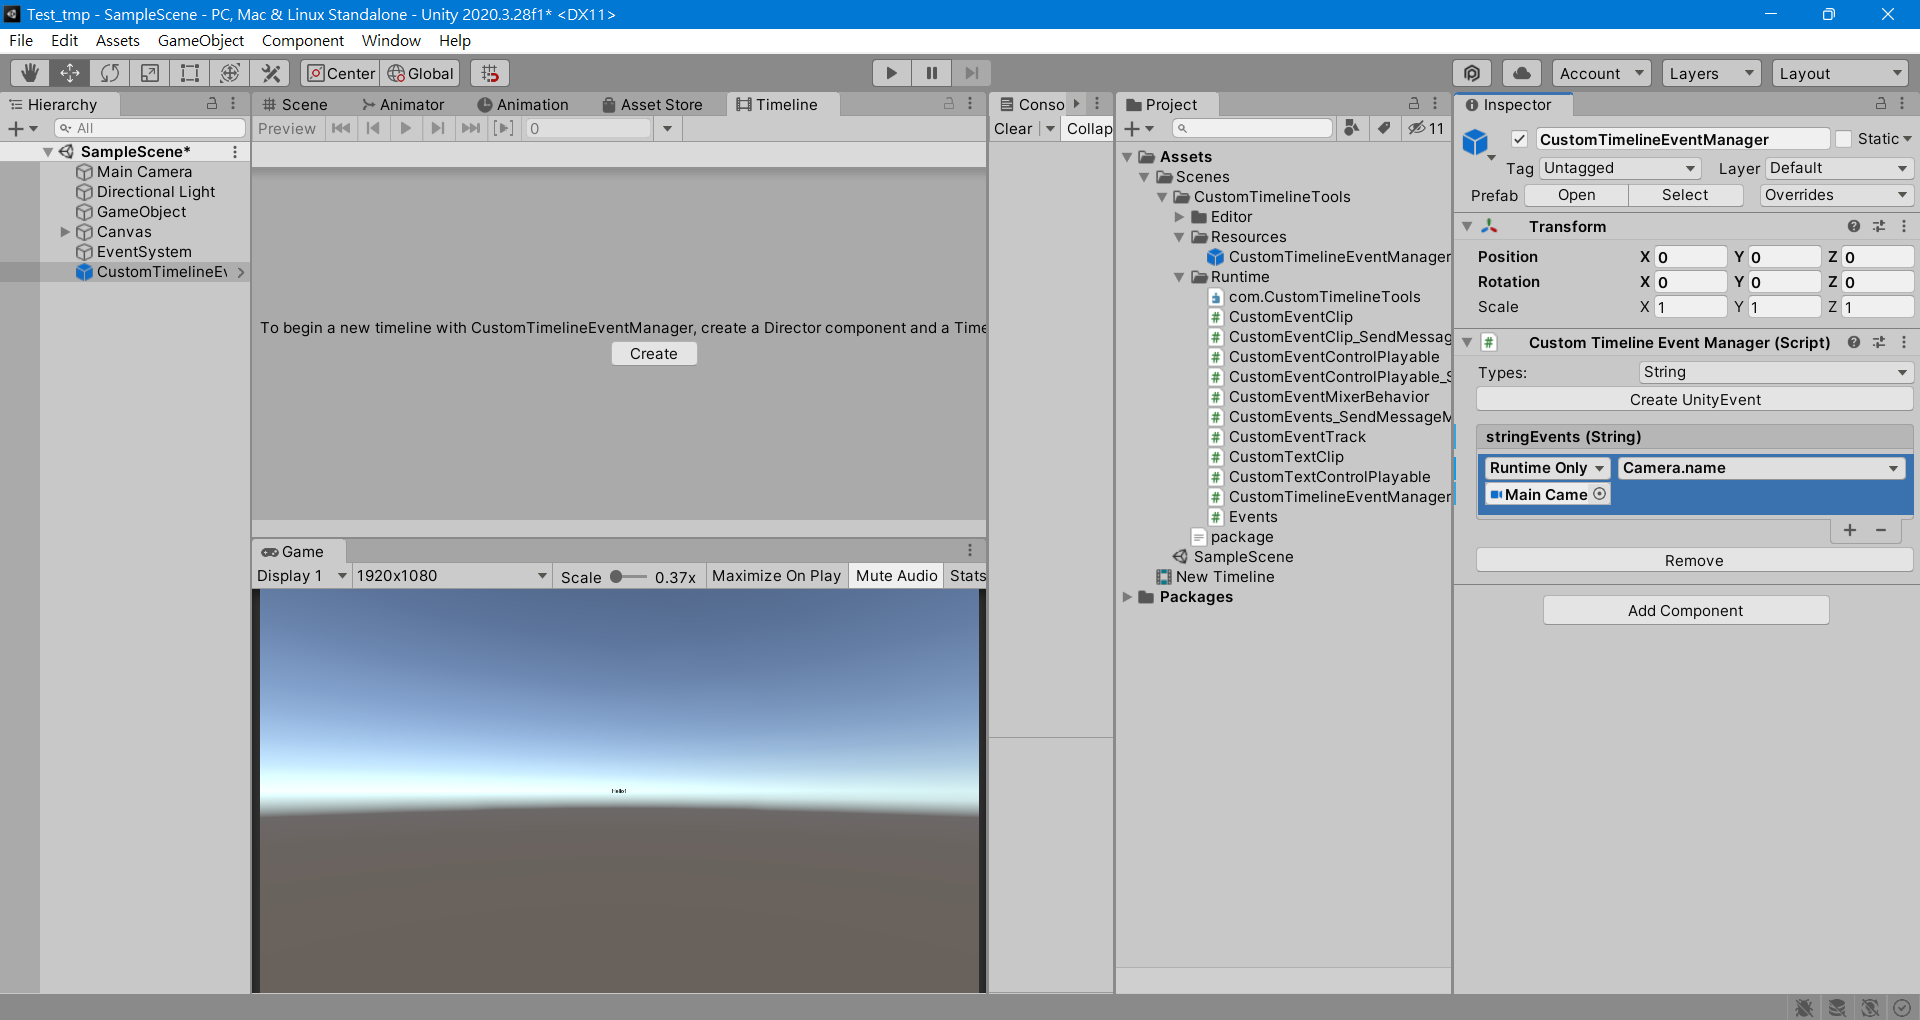 Test_tmp - SampleScene - PC, Mac & Linux Standalone - Unity 2020.3.28f1* <DX11>
File Edit Assets GameObject Component Window Help
Center Global Account Layers Layout
Hierarchy
All
SampleScene*
Main Camera
Directional Light
GameObject
Canvas
EventSystem
CustomTimelineEv
Scene Animator Animation Asset Store Timeline
Preview 0
To begin a new timeline with CustomTimelineEventManager, create a Director component and a Time
Create
Game
Display 1 1920x1080 Scale 0.37x Maximize On Play Mute Audio Stats
Hello!
Conso
Clear Collap
Project
11
Assets
Scenes
CustomTimelineTools
Editor
Resources
CustomTimelineEventManager
Runtime
com.CustomTimelineTools
CustomEventClip
CustomEventClip_SendMessag
CustomEventControlPlayable
CustomEventControlPlayable_S
CustomEventMixerBehavior
CustomEvents_SendMessageM
CustomEventTrack
CustomTextClip
CustomTextControlPlayable
CustomTimelineEventManager
Events
package
SampleScene
New Timeline
Packages
Inspector
CustomTimelineEventManager Static
Tag Untagged Layer Default
Prefab Open Select Overrides
Transform
Position X 0 Y 0 Z 0
Rotation X 0 Y 0 Z 0
Scale X 1 Y 1 Z 1
# Custom Timeline Event Manager (Script)
Types: String
Create UnityEvent
stringEvents (String)
Runtime Only Camera.name
Main Came
+ -
Remove
Add Component